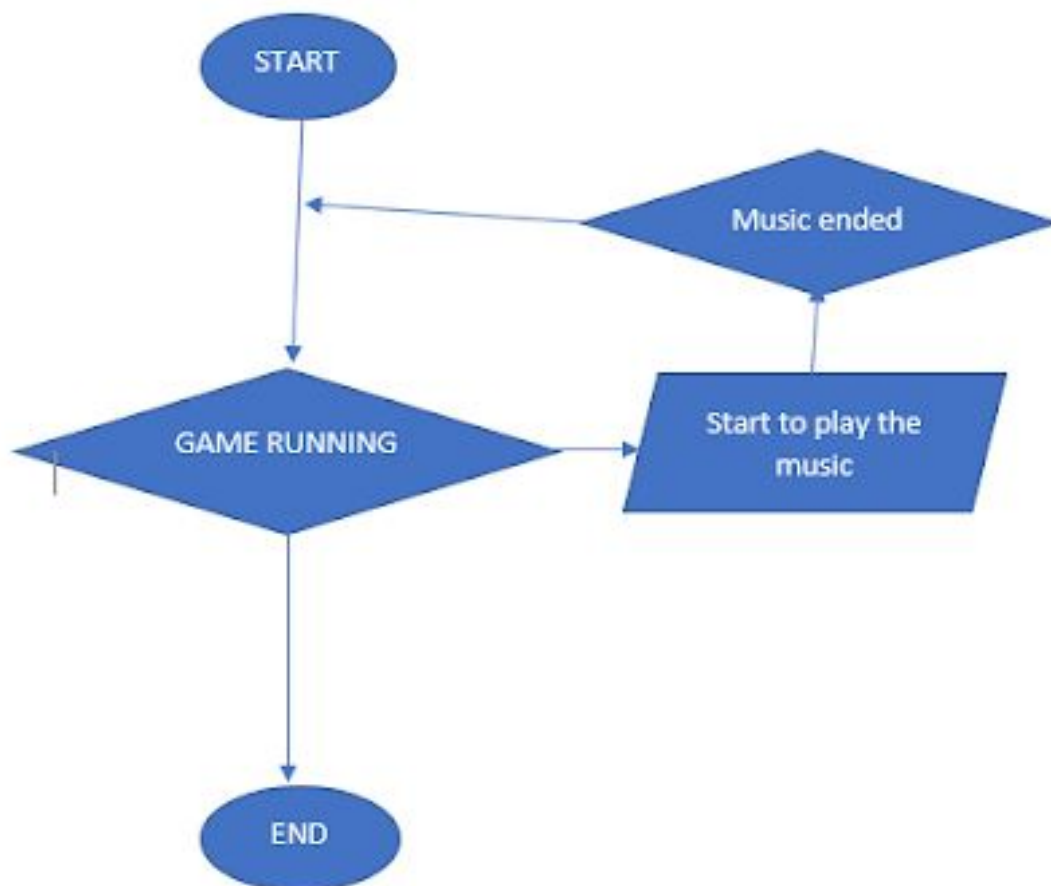 START
Music ended
GAME RUNNING
Start to play the
music
END